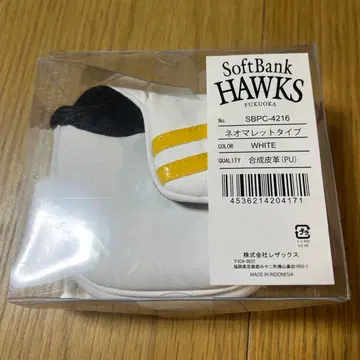 SoftBank
HAWKS
FUKUOKA
No. SBPC-4216
ネオマレットタイプ
COLOR WHITE
QUALITY 合成皮革(PU)
4536214204171
株式会社レザックス
MADE IN INDONESIA